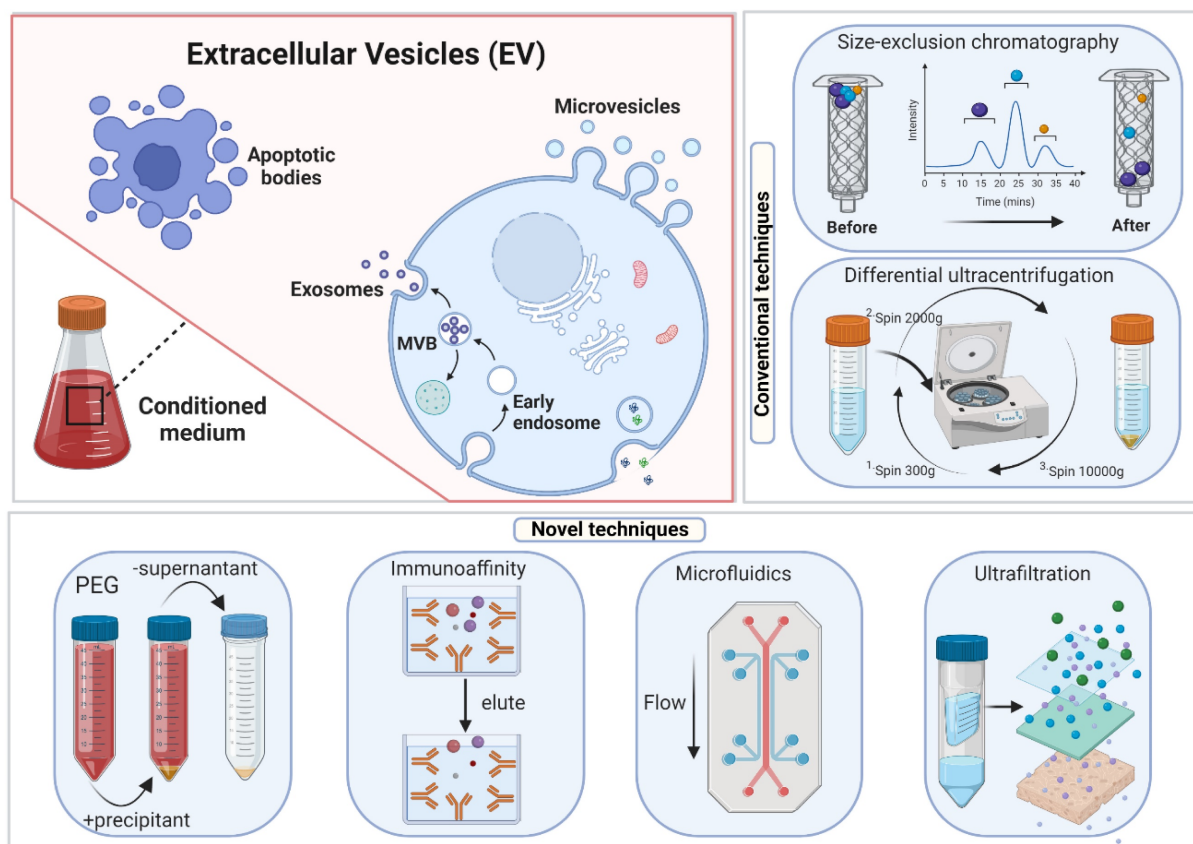 Extracellular Vesicles (EV)
Apoptotic
bodies
Microvesicles
Exosomes
MVB
Early
endosome
Conditioned
medium
Conventional techniques
Size-exclusion chromatography
Intensity
0 5 10 15 20 25 30 35 40
Time (mins)
Before
After
Differential ultracentrifugation
2.Spin 2000g
1.Spin 300g
3.Spin 10000g
Novel techniques
PEG
-supernantant
+precipitant
Immunoaffinity
elute
Microfluidics
Flow
Ultrafiltration